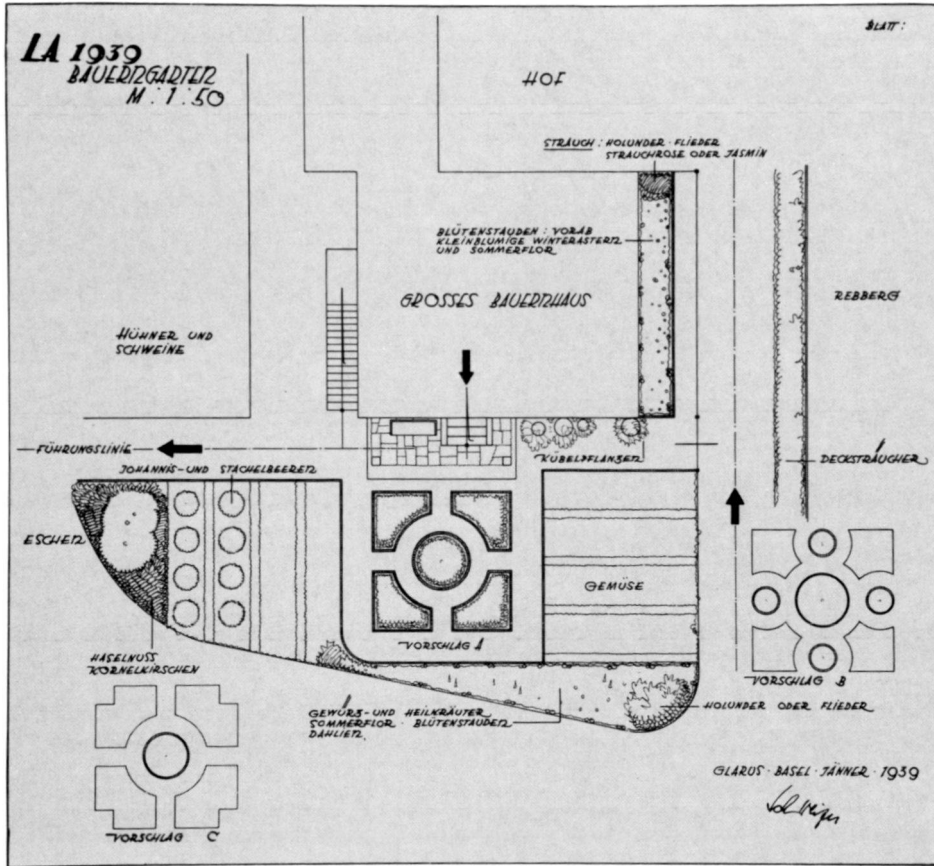 BLATT:
LA 1939
BAUERNGARTEN
M : 1 : 50
HOF
STRAUCH : HOLUNDER · FLIEDER
STRAUCHROSE ODER JASMIN
BLÜTENSTAUDEN : VORAB
KLEINBLUMIGE WINTERASTERN
UND SOMMERFLOR
GROSSES BAUERNHAUS
REBBERG
HÜHNER UND
SCHWEINE
FÜHRUNGSLINIE
KÜBELPFLANZEN
DECKSTRÄUCHER
JOHANNIS- UND STACHELBEEREN
ESCHEN
GEMÜSE
VORSCHLAG A
HASELNUSS
KORNELKIRSCHEN
VORSCHLAG B
GEWÜRZ- UND HEILKRÄUTER
SOMMERFLOR · BLÜTENSTAUDEN
DAHLIEN
HOLUNDER ODER FLIEDER
GLARUS · BASEL · JÄNNER · 1939
VORSCHLAG C